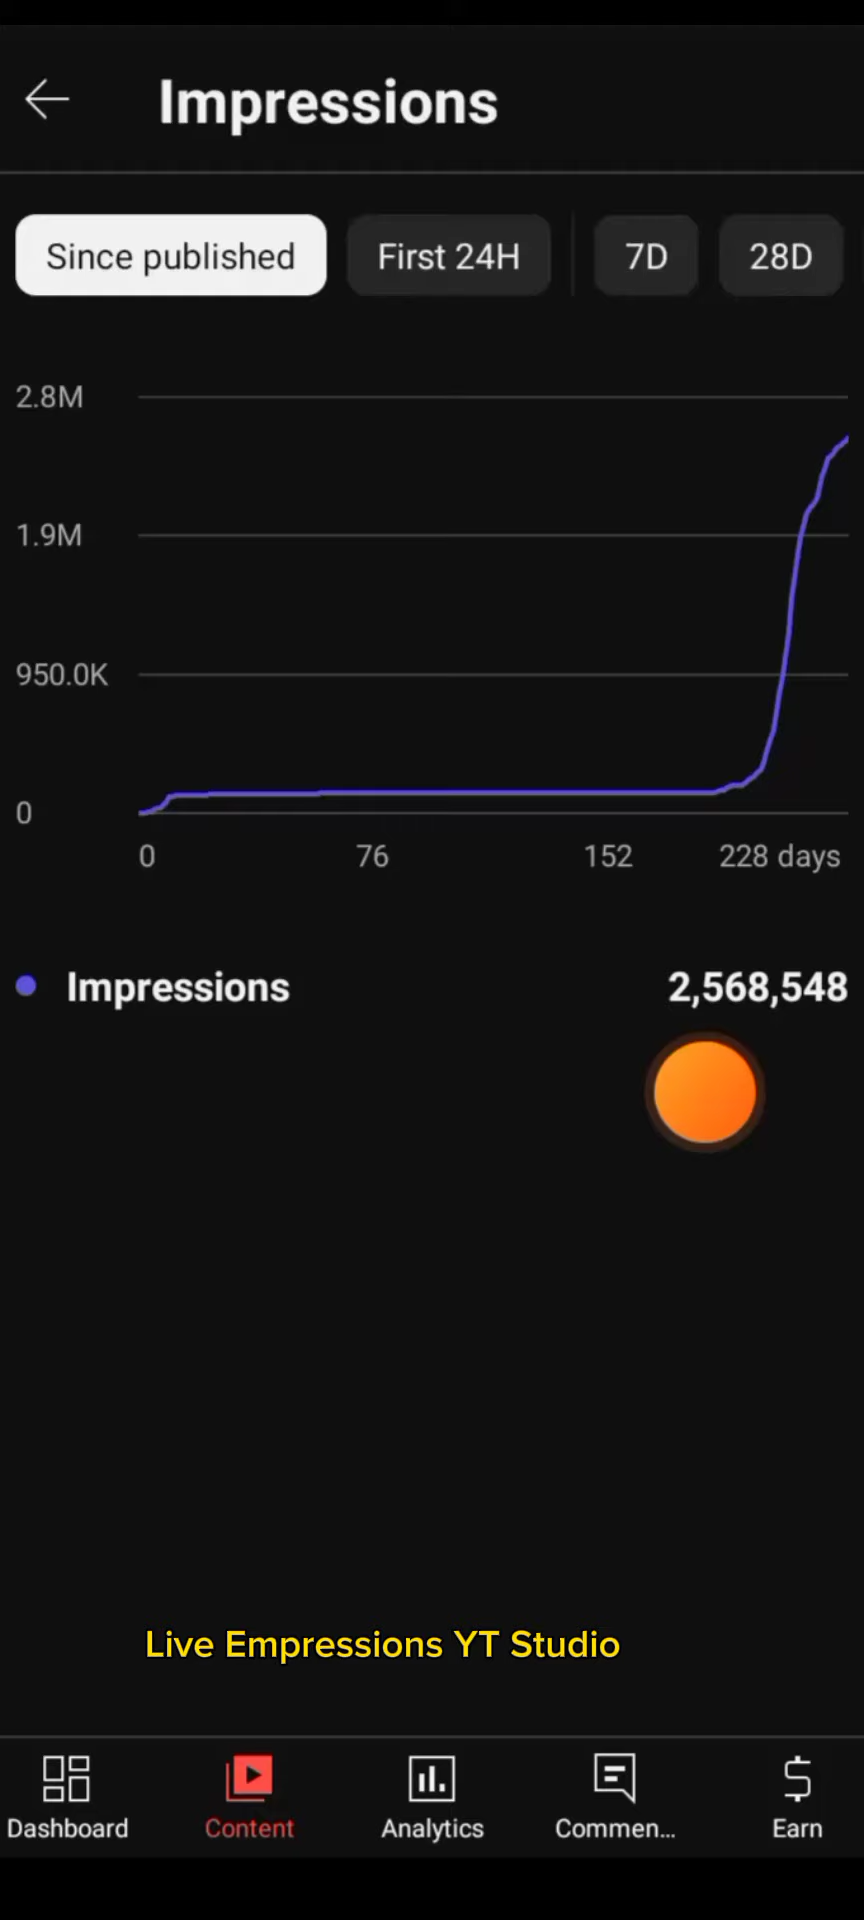 Impressions
Since published First 24H 7D 28D
2.8M
1.9M
950.0K
0
0 76 152 228 days
Impressions 2,568,548
Live Empressions YT Studio
Dashboard Content Analytics Commen... Earn